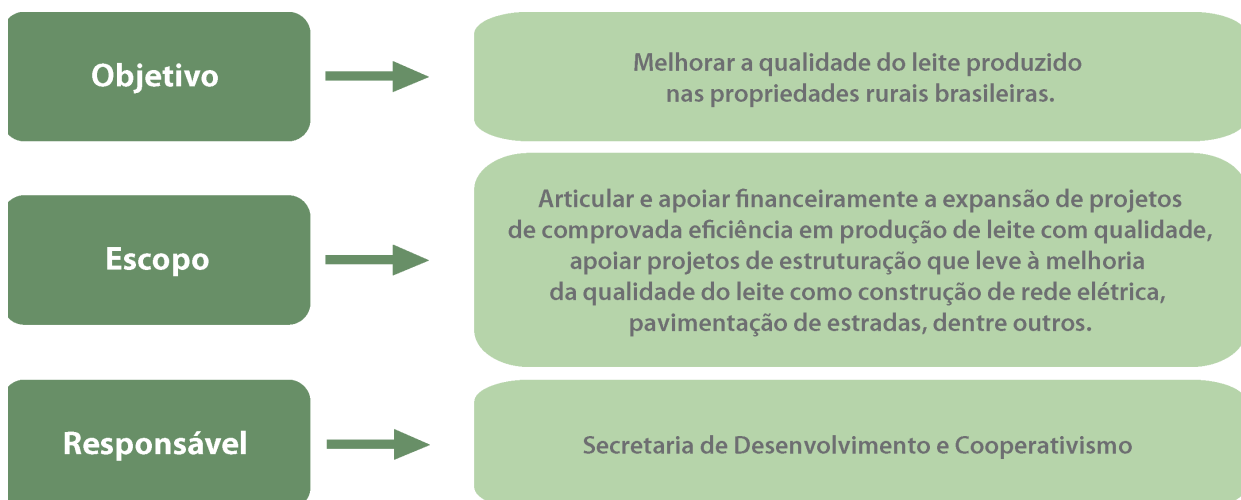 Objetivo
Melhorar a qualidade do leite produzido
nas propriedades rurais brasileiras.
Escopo
Articular e apoiar financeiramente a expansão de projetos
de comprovada eficiência em produção de leite com qualidade,
apoiar projetos de estruturação que leve à melhoria
da qualidade do leite como construção de rede elétrica,
pavimentação de estradas, dentre outros.
Responsável
Secretaria de Desenvolvimento e Cooperativismo